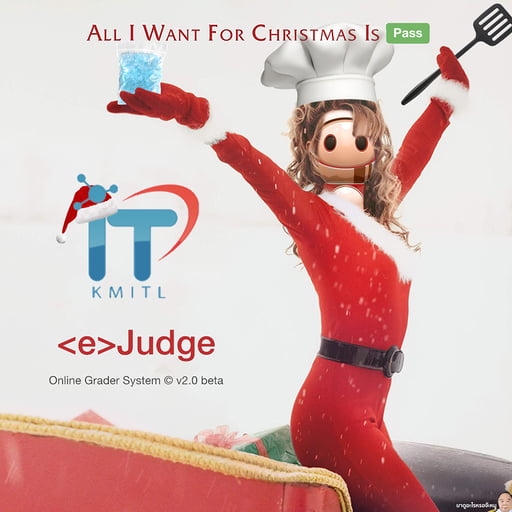 ALL I WANT FOR CHRISTMAS IS Pass
IT
KMITL
<e>Judge
Online Grader System © v2.0 beta